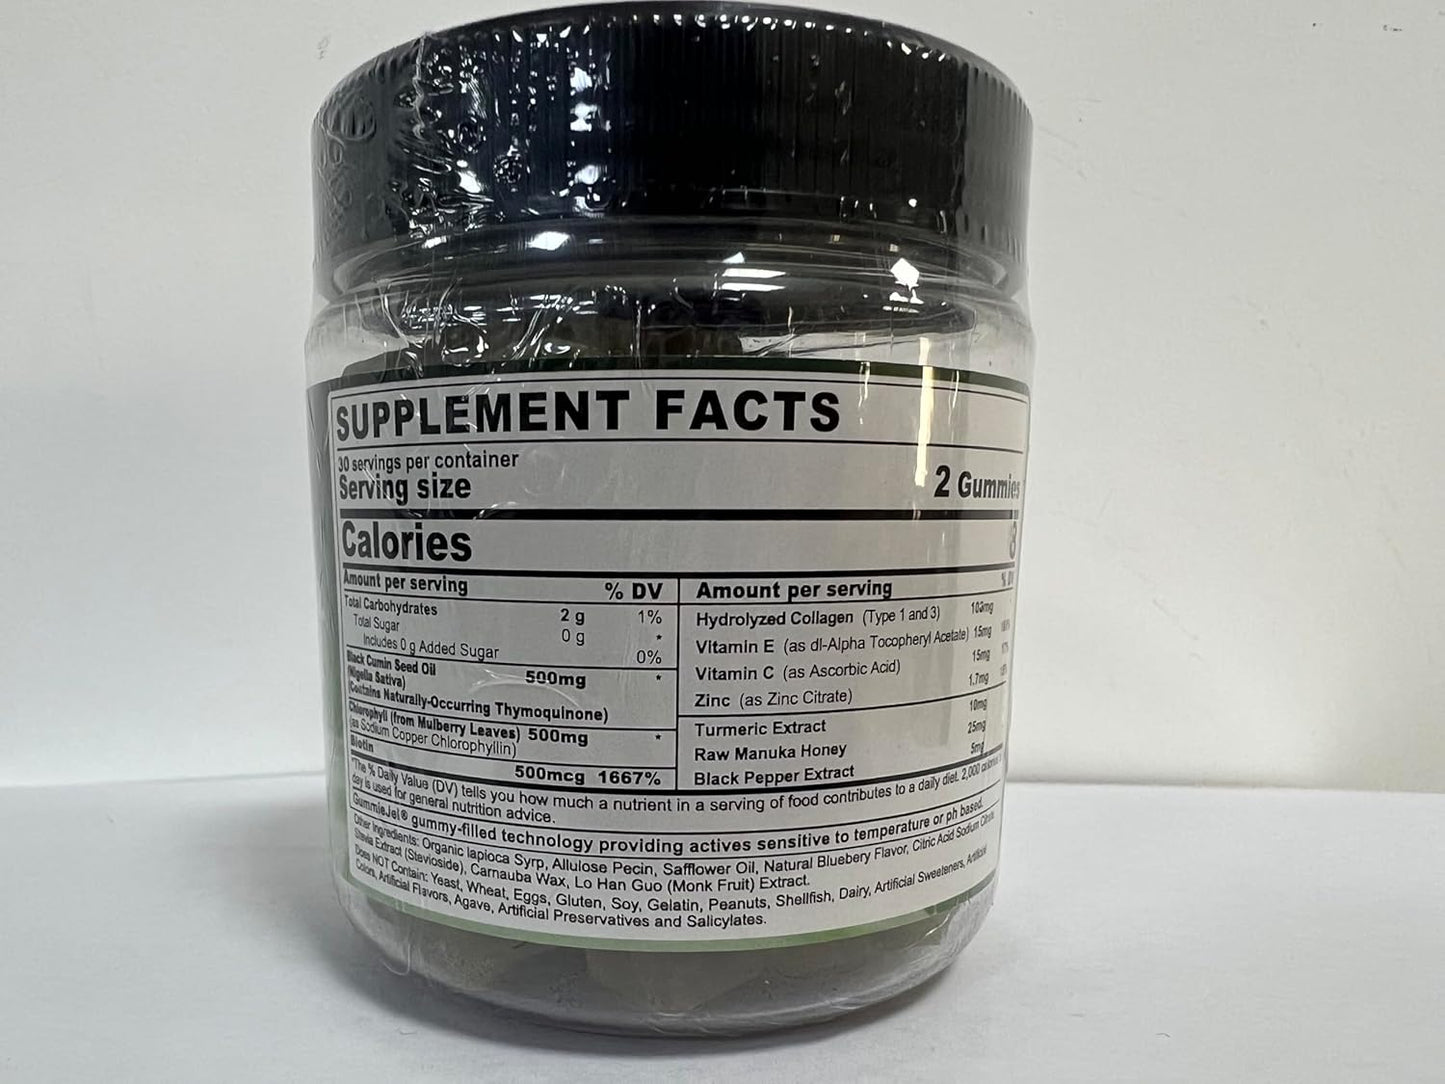 SUPPLEMENT FACTS
30 servings per container
Serving size 2 Gummies
Calories 8
Amount per serving % DV
Total Carbohydrates 2 g 1%
Total Sugar 0 g *
Includes 0 g Added Sugar 0%
Black Cumin Seed Oil 500mg *
(Nigella Sativa)
(Contains Naturally-Occurring Thymoquinone)
Chlorophyll (from Mulberry Leaves) 500mg *
(as Sodium Copper Chlorophyllin)
Biotin 500mcg 1667%
Amount per serving % DV
Hydrolyzed Collagen (Type 1 and 3) 100mg
Vitamin E (as dl-Alpha Tocopheryl Acetate) 15mg
Vitamin C (as Ascorbic Acid) 15mg
Zinc (as Zinc Citrate) 1.7mg
Turmeric Extract 10mg
Raw Manuka Honey 25mg
Black Pepper Extract 5mg
*The % Daily Value (DV) tells you how much a nutrient in a serving of food contributes to a daily diet. 2,000 calories a
day is used for general nutrition advice.
GummieJel® gummy-filled technology providing actives sensitive to temperature or ph based.
Other Ingredients: Organic Iapioca Syrp, Allulose Pecin, Safflower Oil, Natural Bluebery Flavor, Citric Acid Sodium Citrate,
Stevia Extract (Stevioside), Carnauba Wax, Lo Han Guo (Monk Fruit) Extract.
Does NOT Contain: Yeast, Wheat, Eggs, Gluten, Soy, Gelatin, Peanuts, Shellfish, Dairy, Artificial Sweeteners, Artificial
Colors, Artificial Flavors, Agave, Artificial Preservatives and Salicylates.